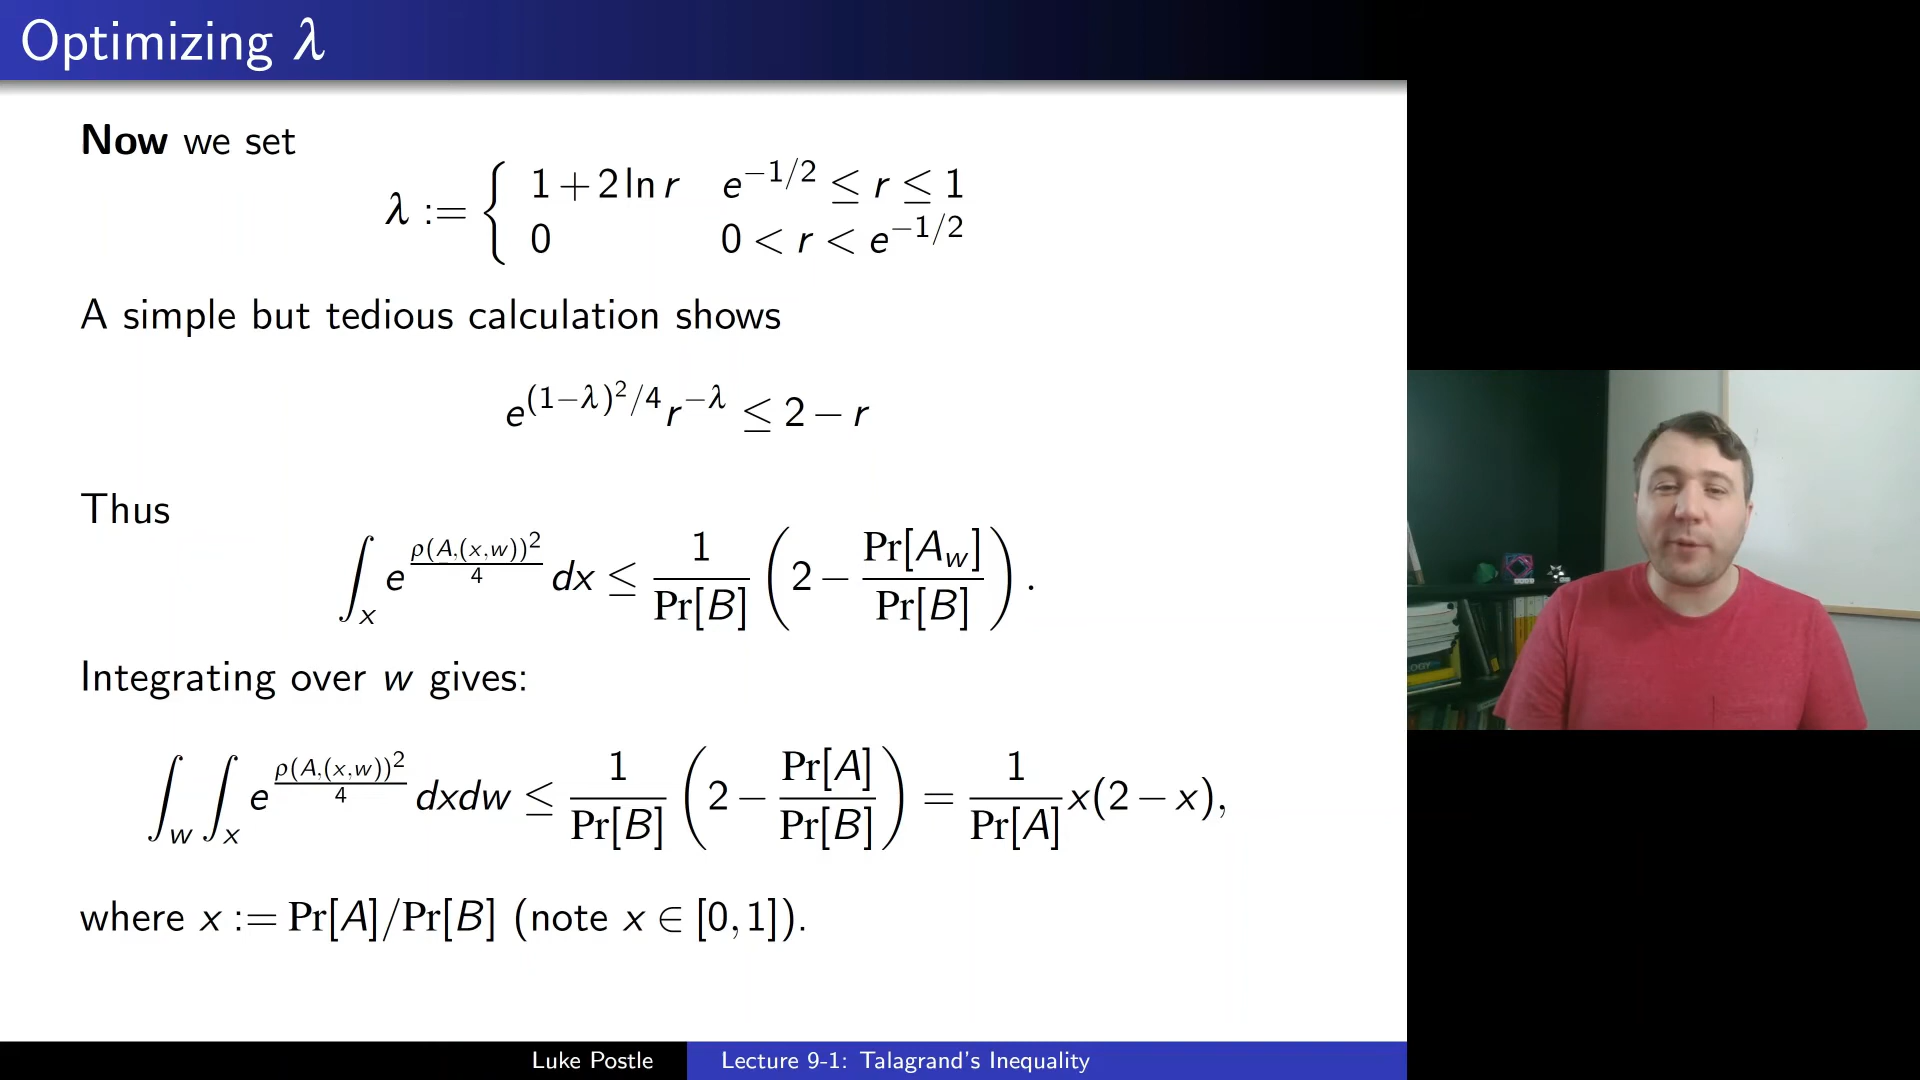 Optimizing λ
Now we set
λ := { 1 + 2 ln r   e^{-1/2} ≤ r ≤ 1
0   0 < r < e^{-1/2}
A simple but tedious calculation shows
e^{(1−λ)²/4} r^{−λ} ≤ 2 − r
Thus
∫_x e^{ρ(A,(x,w))²/4} dx ≤ 1/Pr[B] (2 − Pr[A_w]/Pr[B]).
Integrating over w gives:
∫_w ∫_x e^{ρ(A,(x,w))²/4} dxdw ≤ 1/Pr[B] (2 − Pr[A]/Pr[B]) = 1/Pr[A] x(2 − x),
where x := Pr[A]/Pr[B] (note x ∈ [0,1]).
Luke Postle Lecture 9-1: Talagrand's Inequality